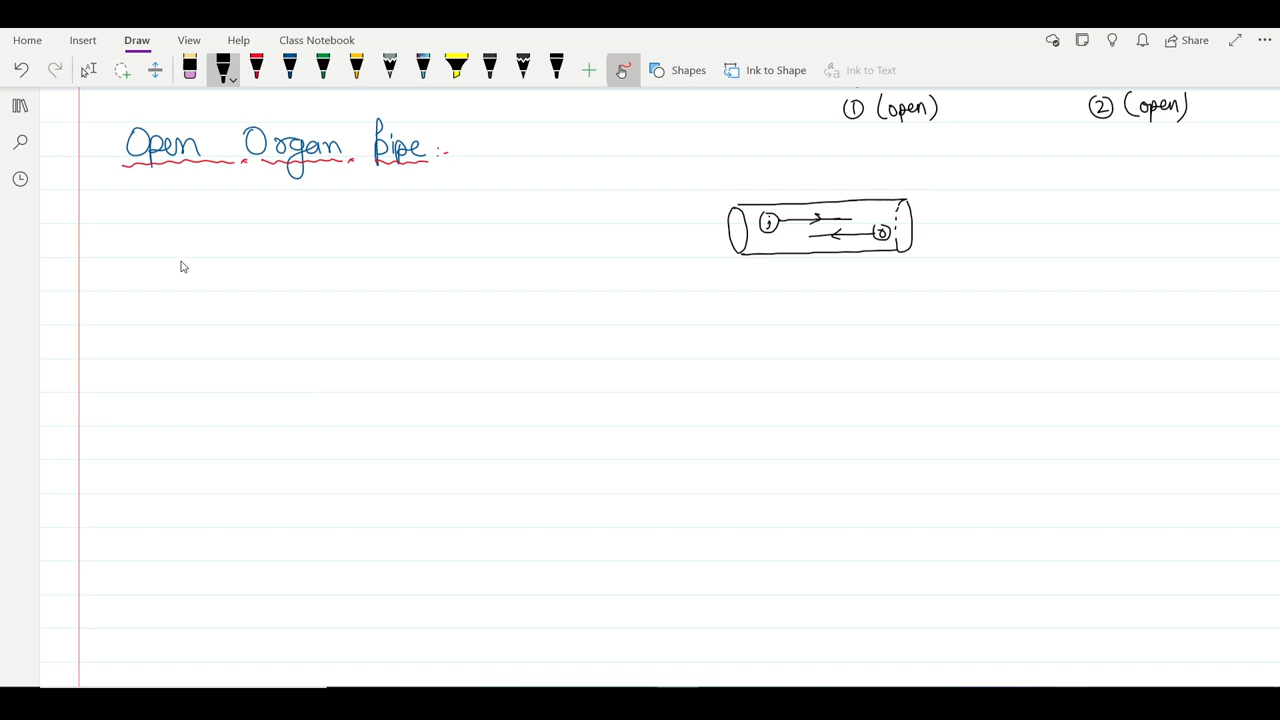 Home Insert Draw View Help Class Notebook
Share
Shapes Ink to Shape Ink to Text
① (open) ② (open)
Open Organ Pipe :-
i
r